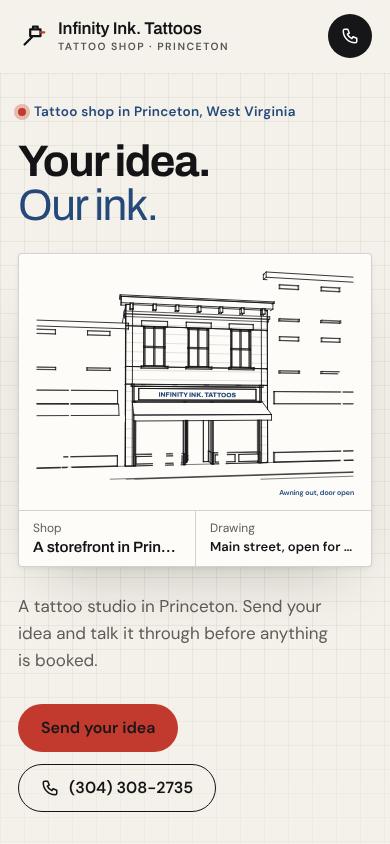 Infinity Ink. Tattoos
TATTOO SHOP · PRINCETON
Tattoo shop in Princeton, West Virginia
Your idea.
Our ink.
INFINITY INK. TATTOOS
Awning out, door open
Shop
A storefront in Prin...
Drawing
Main street, open for ...
A tattoo studio in Princeton. Send your
idea and talk it through before anything
is booked.
Send your idea
(304) 308-2735